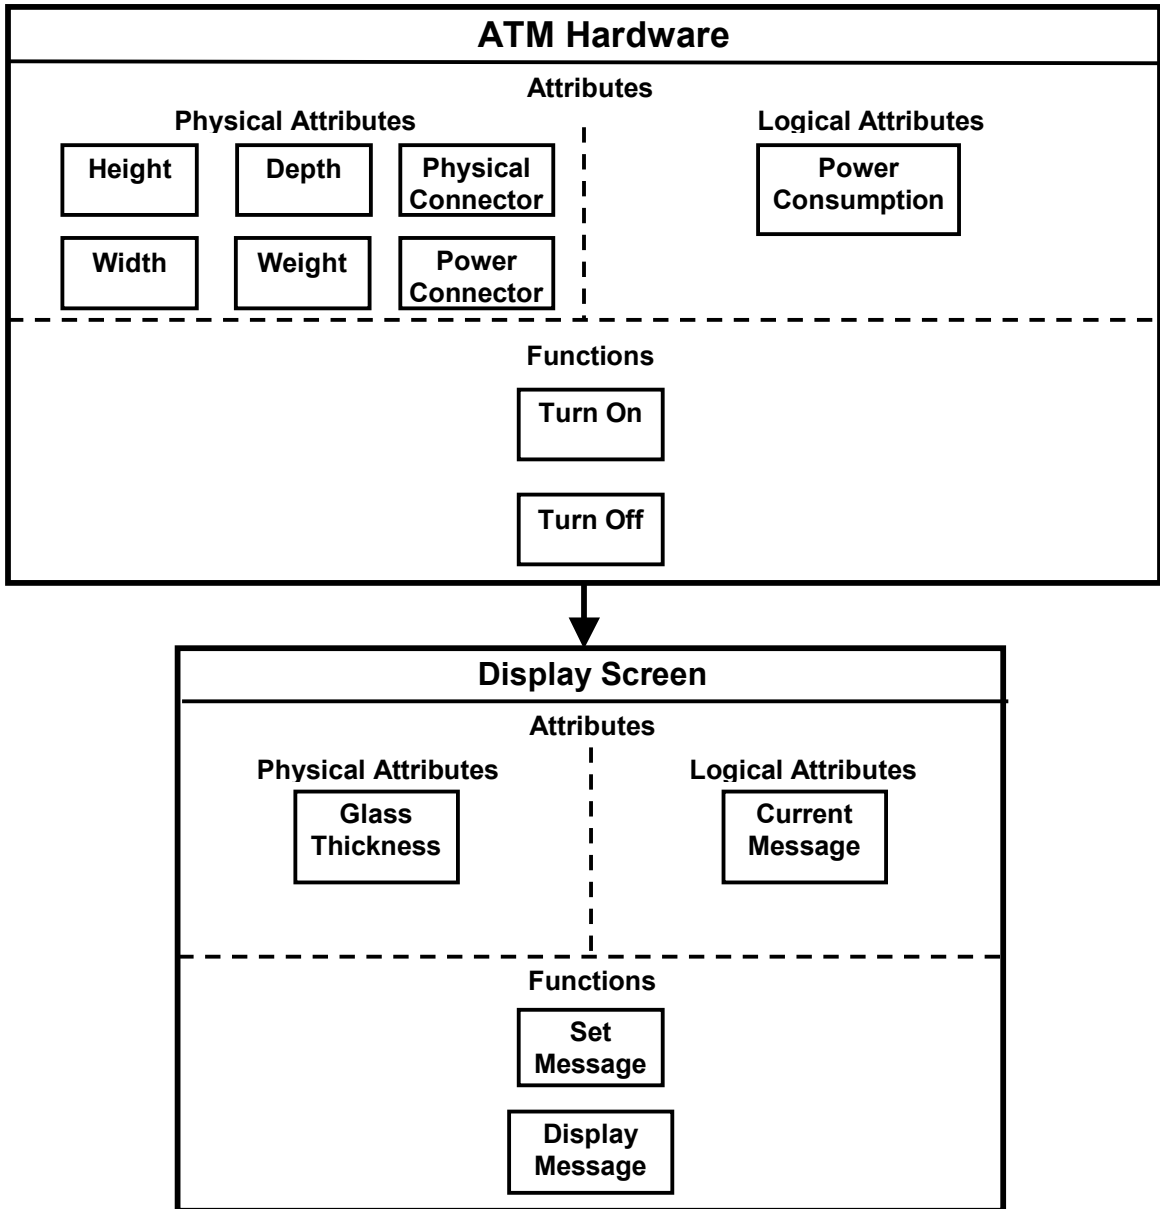 ATM Hardware
Attributes
Physical Attributes
Logical Attributes
Height
Depth
Physical
Connector
Power
Consumption
Width
Weight
Power
Connector
Functions
Turn On
Turn Off
Display Screen
Attributes
Physical Attributes
Logical Attributes
Glass
Thickness
Current
Message
Functions
Set
Message
Display
Message